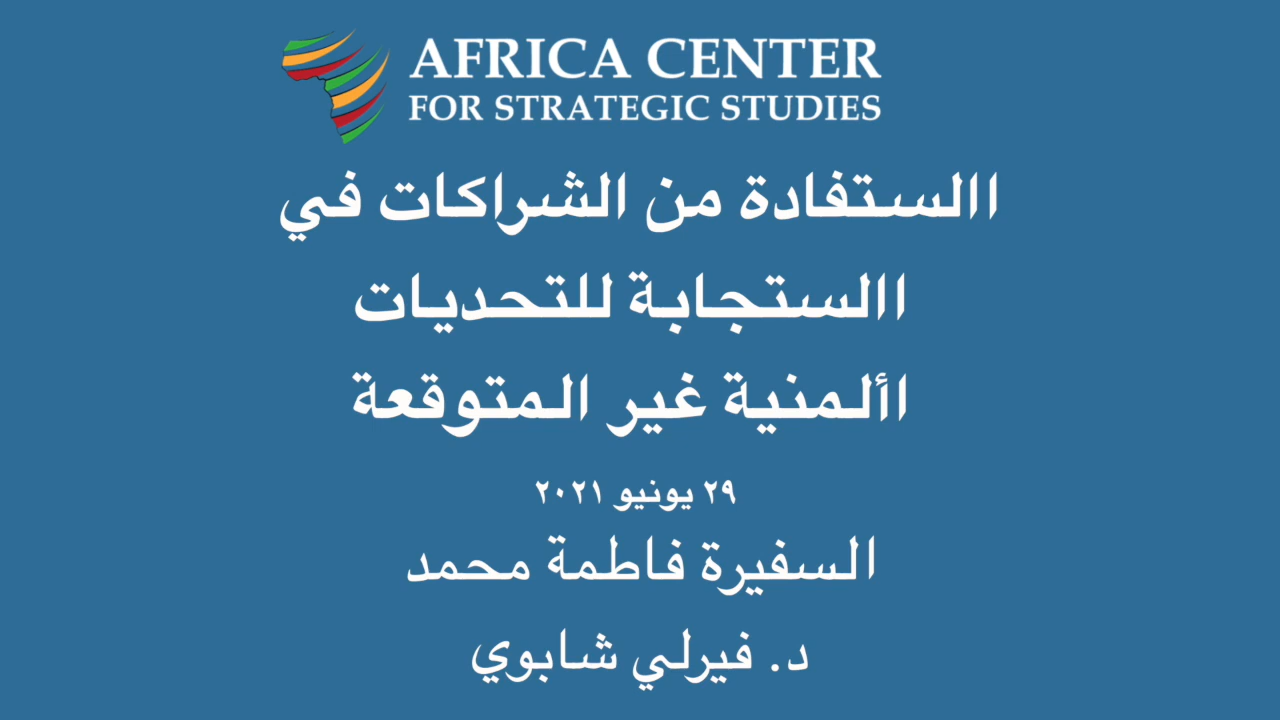 AFRICA CENTER
FOR STRATEGIC STUDIES
االستفادة من الشراكات في
االستجابة للتحديات
األمنية غير المتوقعة
٢٩ يونيو ٢٠٢١
السفيرة فاطمة محمد
د. فيرلي شابوي